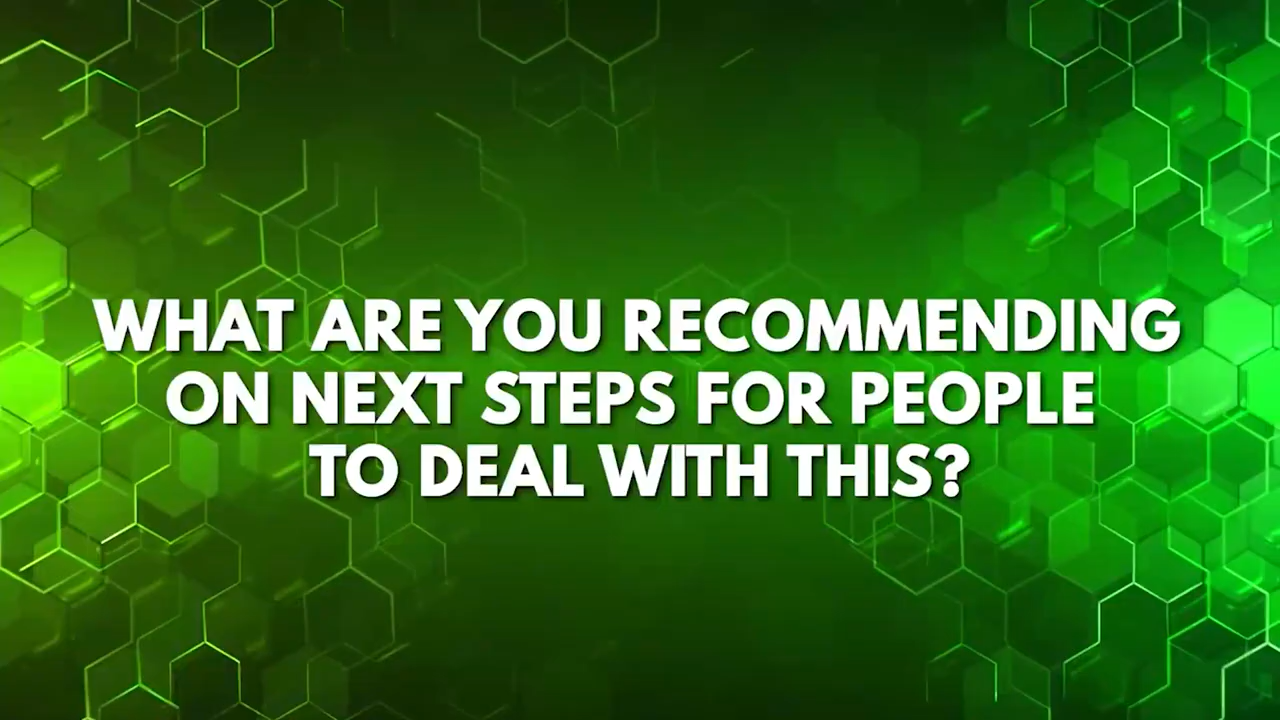 WHAT ARE YOU RECOMMENDING
ON NEXT STEPS FOR PEOPLE
TO DEAL WITH THIS?